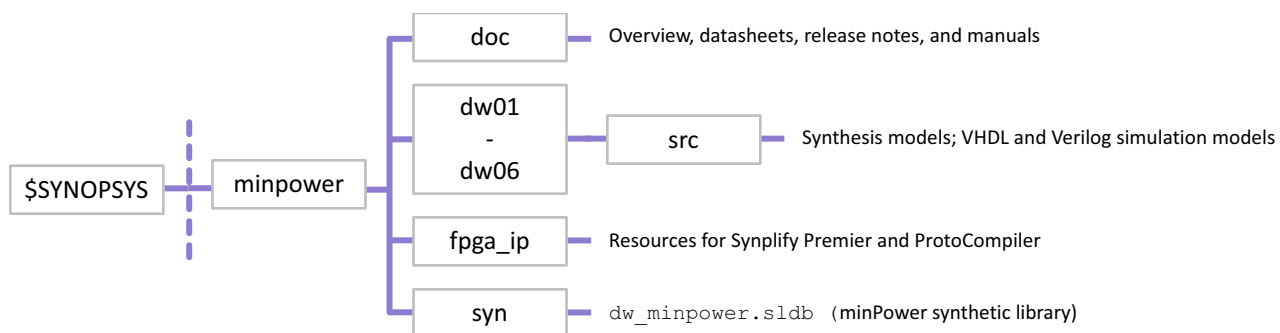 doc Overview, datasheets, release notes, and manuals
dw01
-
dw06
src Synthesis models; VHDL and Verilog simulation models
$SYNOPSYS minpower
fpga_ip Resources for Synplify Premier and ProtoCompiler
syn dw_minpower.sldb (minPower synthetic library)